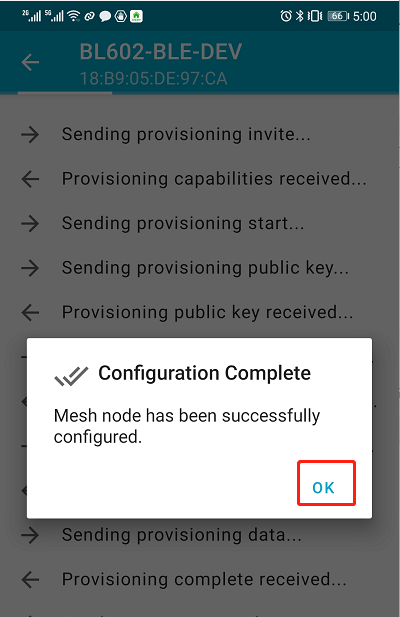 2G 5G 66 5:00
BL602-BLE-DEV
18:B9:05:DE:97:CA
Sending provisioning invite...
Provisioning capabilities received...
Sending provisioning start...
Sending provisioning public key...
Provisioning public key received...
Configuration Complete
Mesh node has been successfully
configured.
OK
Sending provisioning data...
Provisioning complete received...